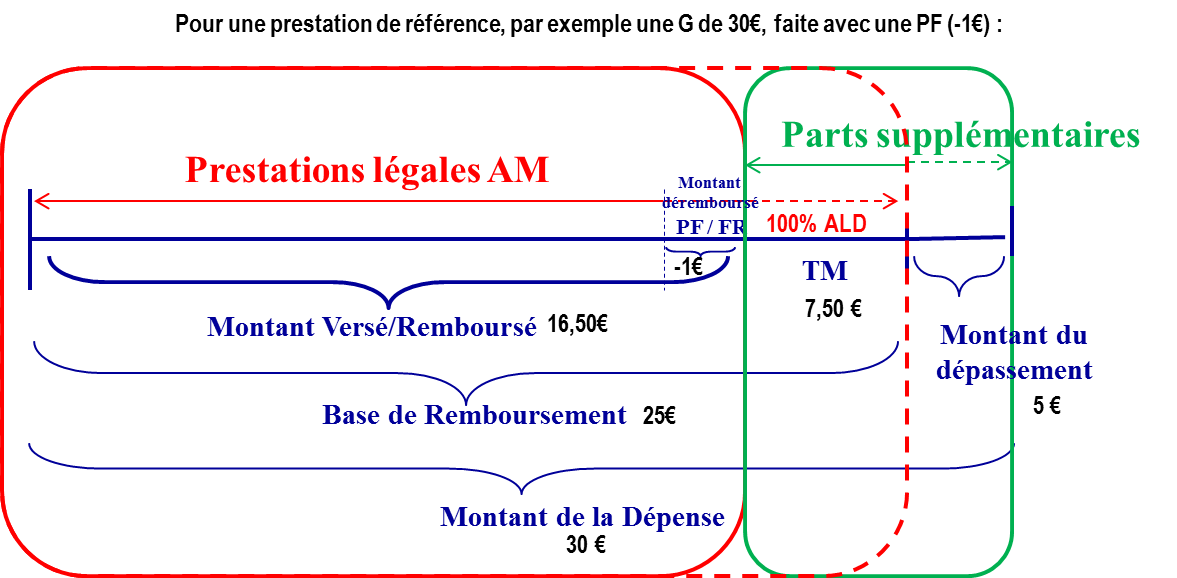 Pour une prestation de référence, par exemple une G de 30€, faite avec une PF (-1€) :
Parts supplémentaires
Prestations légales AM
Montant
déremboursé
PF / FR
100% ALD
-1€
TM
7,50 €
Montant Versé/Remboursé 16,50€
Montant du
dépassement
5 €
Base de Remboursement 25€
Montant de la Dépense
30 €